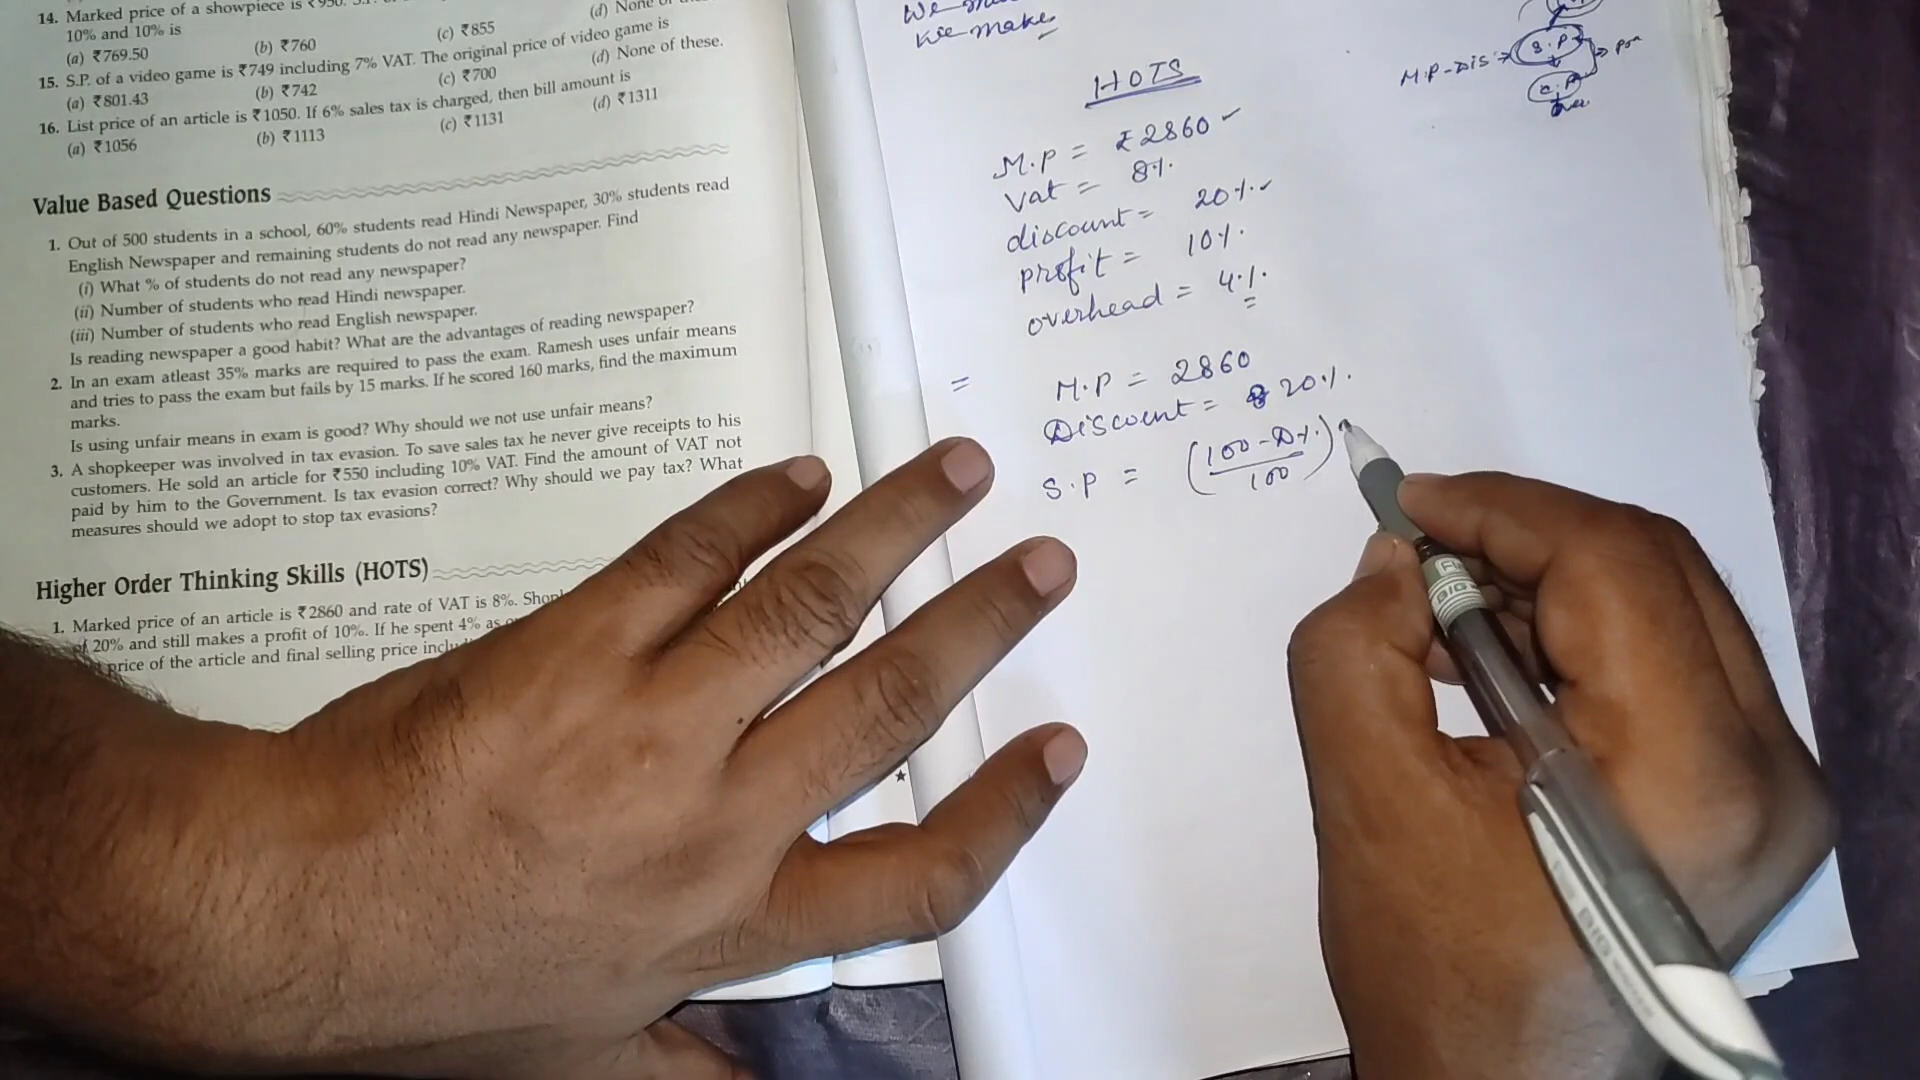 14. Marked price of a showpiece is ₹950. S.P.
10% and 10% is
(a) ₹769.50 (b) ₹760 (c) ₹855 (d) None
15. S.P. of a video game is ₹749 including 7% VAT. The original price of video game is
(a) ₹801.43 (b) ₹742 (c) ₹700 (d) None of these.
16. List price of an article is ₹1050. If 6% sales tax is charged, then bill amount is
(a) ₹1056 (b) ₹1113 (c) ₹1131 (d) ₹1311
Value Based Questions
1. Out of 500 students in a school, 60% students read Hindi Newspaper, 30% students read
English Newspaper and remaining students do not read any newspaper. Find
(i) What % of students do not read any newspaper?
(ii) Number of students who read Hindi newspaper.
(iii) Number of students who read English newspaper.
Is reading newspaper a good habit? What are the advantages of reading newspaper?
2. In an exam atleast 35% marks are required to pass the exam. Ramesh uses unfair means
and tries to pass the exam but fails by 15 marks. If he scored 160 marks, find the maximum
marks.
Is using unfair means in exam is good? Why should we not use unfair means?
3. A shopkeeper was involved in tax evasion. To save sales tax he never give receipts to his
customers. He sold an article for ₹550 including 10% VAT. Find the amount of VAT not
paid by him to the Government. Is tax evasion correct? Why should we pay tax? What
measures should we adopt to stop tax evasions?
Higher Order Thinking Skills (HOTS)
1. Marked price of an article is ₹2860 and rate of VAT is 8%.
of 20% and still makes a profit of 10%. If he spent 4% as
price of the article and final selling price
We
we make
HOTS
M.P-Dis → S.P
C.P
M.P = ₹2860 ✓
Vat = 8%.
discount = 20%. ✓
profit = 10%.
overhead = 4%.
= M.P = 2860
Discount = 20%.
S.P = (100 - D%. / 100)